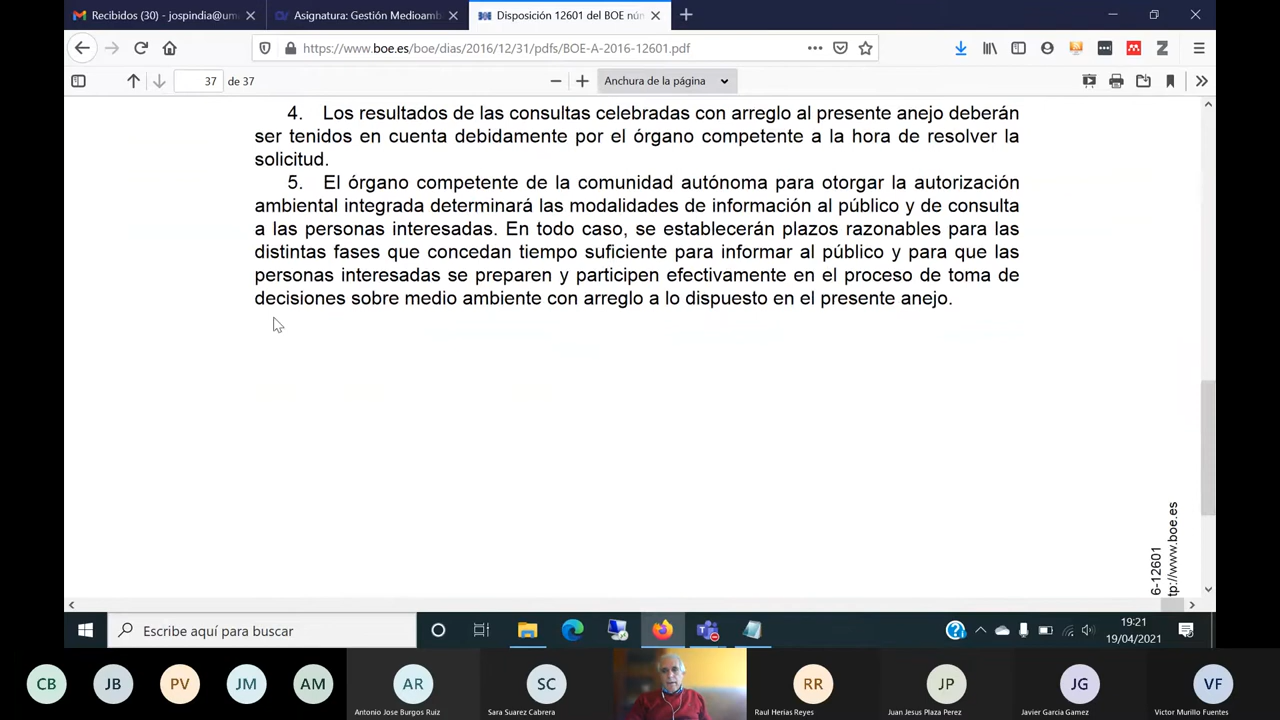 Recibidos (30) - jospindia@um
Asignatura: Gestión Medioamb
Disposición 12601 del BOE núm
https://www.boe.es/boe/dias/2016/12/31/pdfs/BOE-A-2016-12601.pdf
37 de 37
Anchura de la página
4. Los resultados de las consultas celebradas con arreglo al presente anejo deberán
ser tenidos en cuenta debidamente por el órgano competente a la hora de resolver la
solicitud.
5. El órgano competente de la comunidad autónoma para otorgar la autorización
ambiental integrada determinará las modalidades de información al público y de consulta
a las personas interesadas. En todo caso, se establecerán plazos razonables para las
distintas fases que concedan tiempo suficiente para informar al público y para que las
personas interesadas se preparen y participen efectivamente en el proceso de toma de
decisiones sobre medio ambiente con arreglo a lo dispuesto en el presente anejo.
6-12601
tp://www.boe.es
Escribe aquí para buscar
19:21
19/04/2021
CB
JB
PV
JM
AM
AR
SC
RR
JP
JG
VF
Antonio Jose Burgos Ruiz
Sara Suarez Cabrera
Raul Herias Reyes
Juan Jesus Plaza Perez
Javier Garcia Gamez
Victor Murillo Fuentes